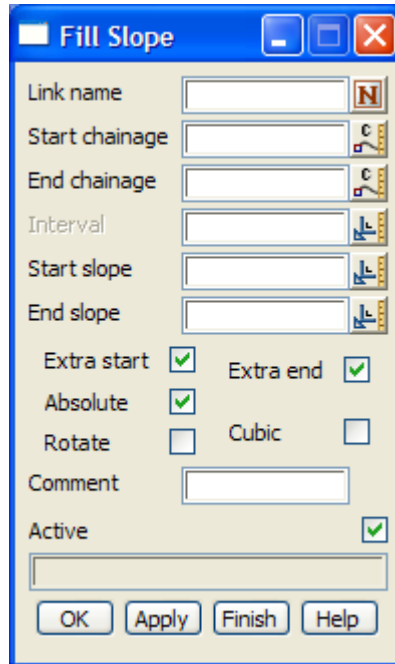 Fill Slope
Link name N
Start chainage C
End chainage C
Interval
Start slope
End slope
Extra start Extra end
Absolute
Rotate Cubic
Comment
Active
OK Apply Finish Help